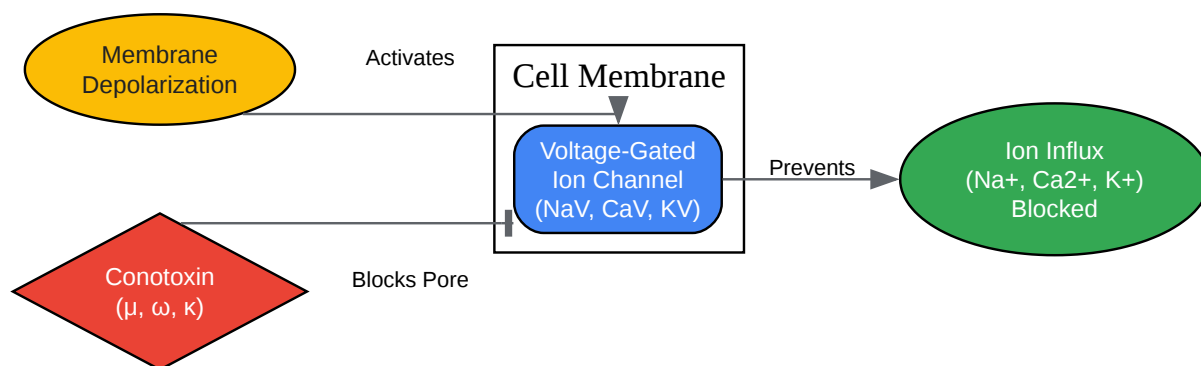 Membrane
Depolarization
Activates
Cell Membrane
Voltage-Gated
Ion Channel
(NaV, CaV, KV)
Prevents
Ion Influx
(Na+, Ca2+, K+)
Blocked
Conotoxin
(μ, ω, κ)
Blocks Pore